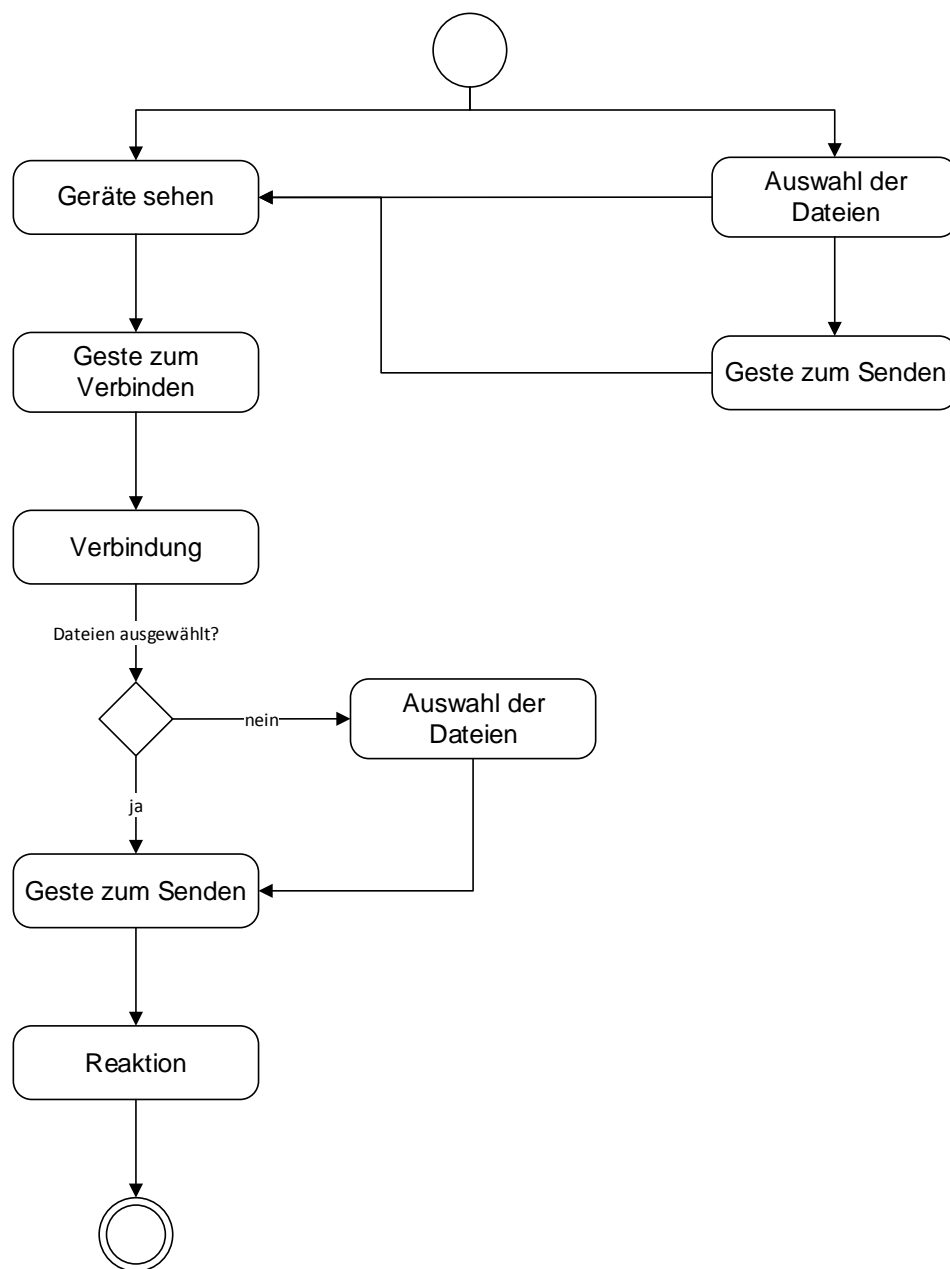 Geräte sehen
Auswahl der
Dateien
Geste zum
Verbinden
Geste zum Senden
Verbindung
Dateien ausgewählt?
nein
Auswahl der
Dateien
ja
Geste zum Senden
Reaktion